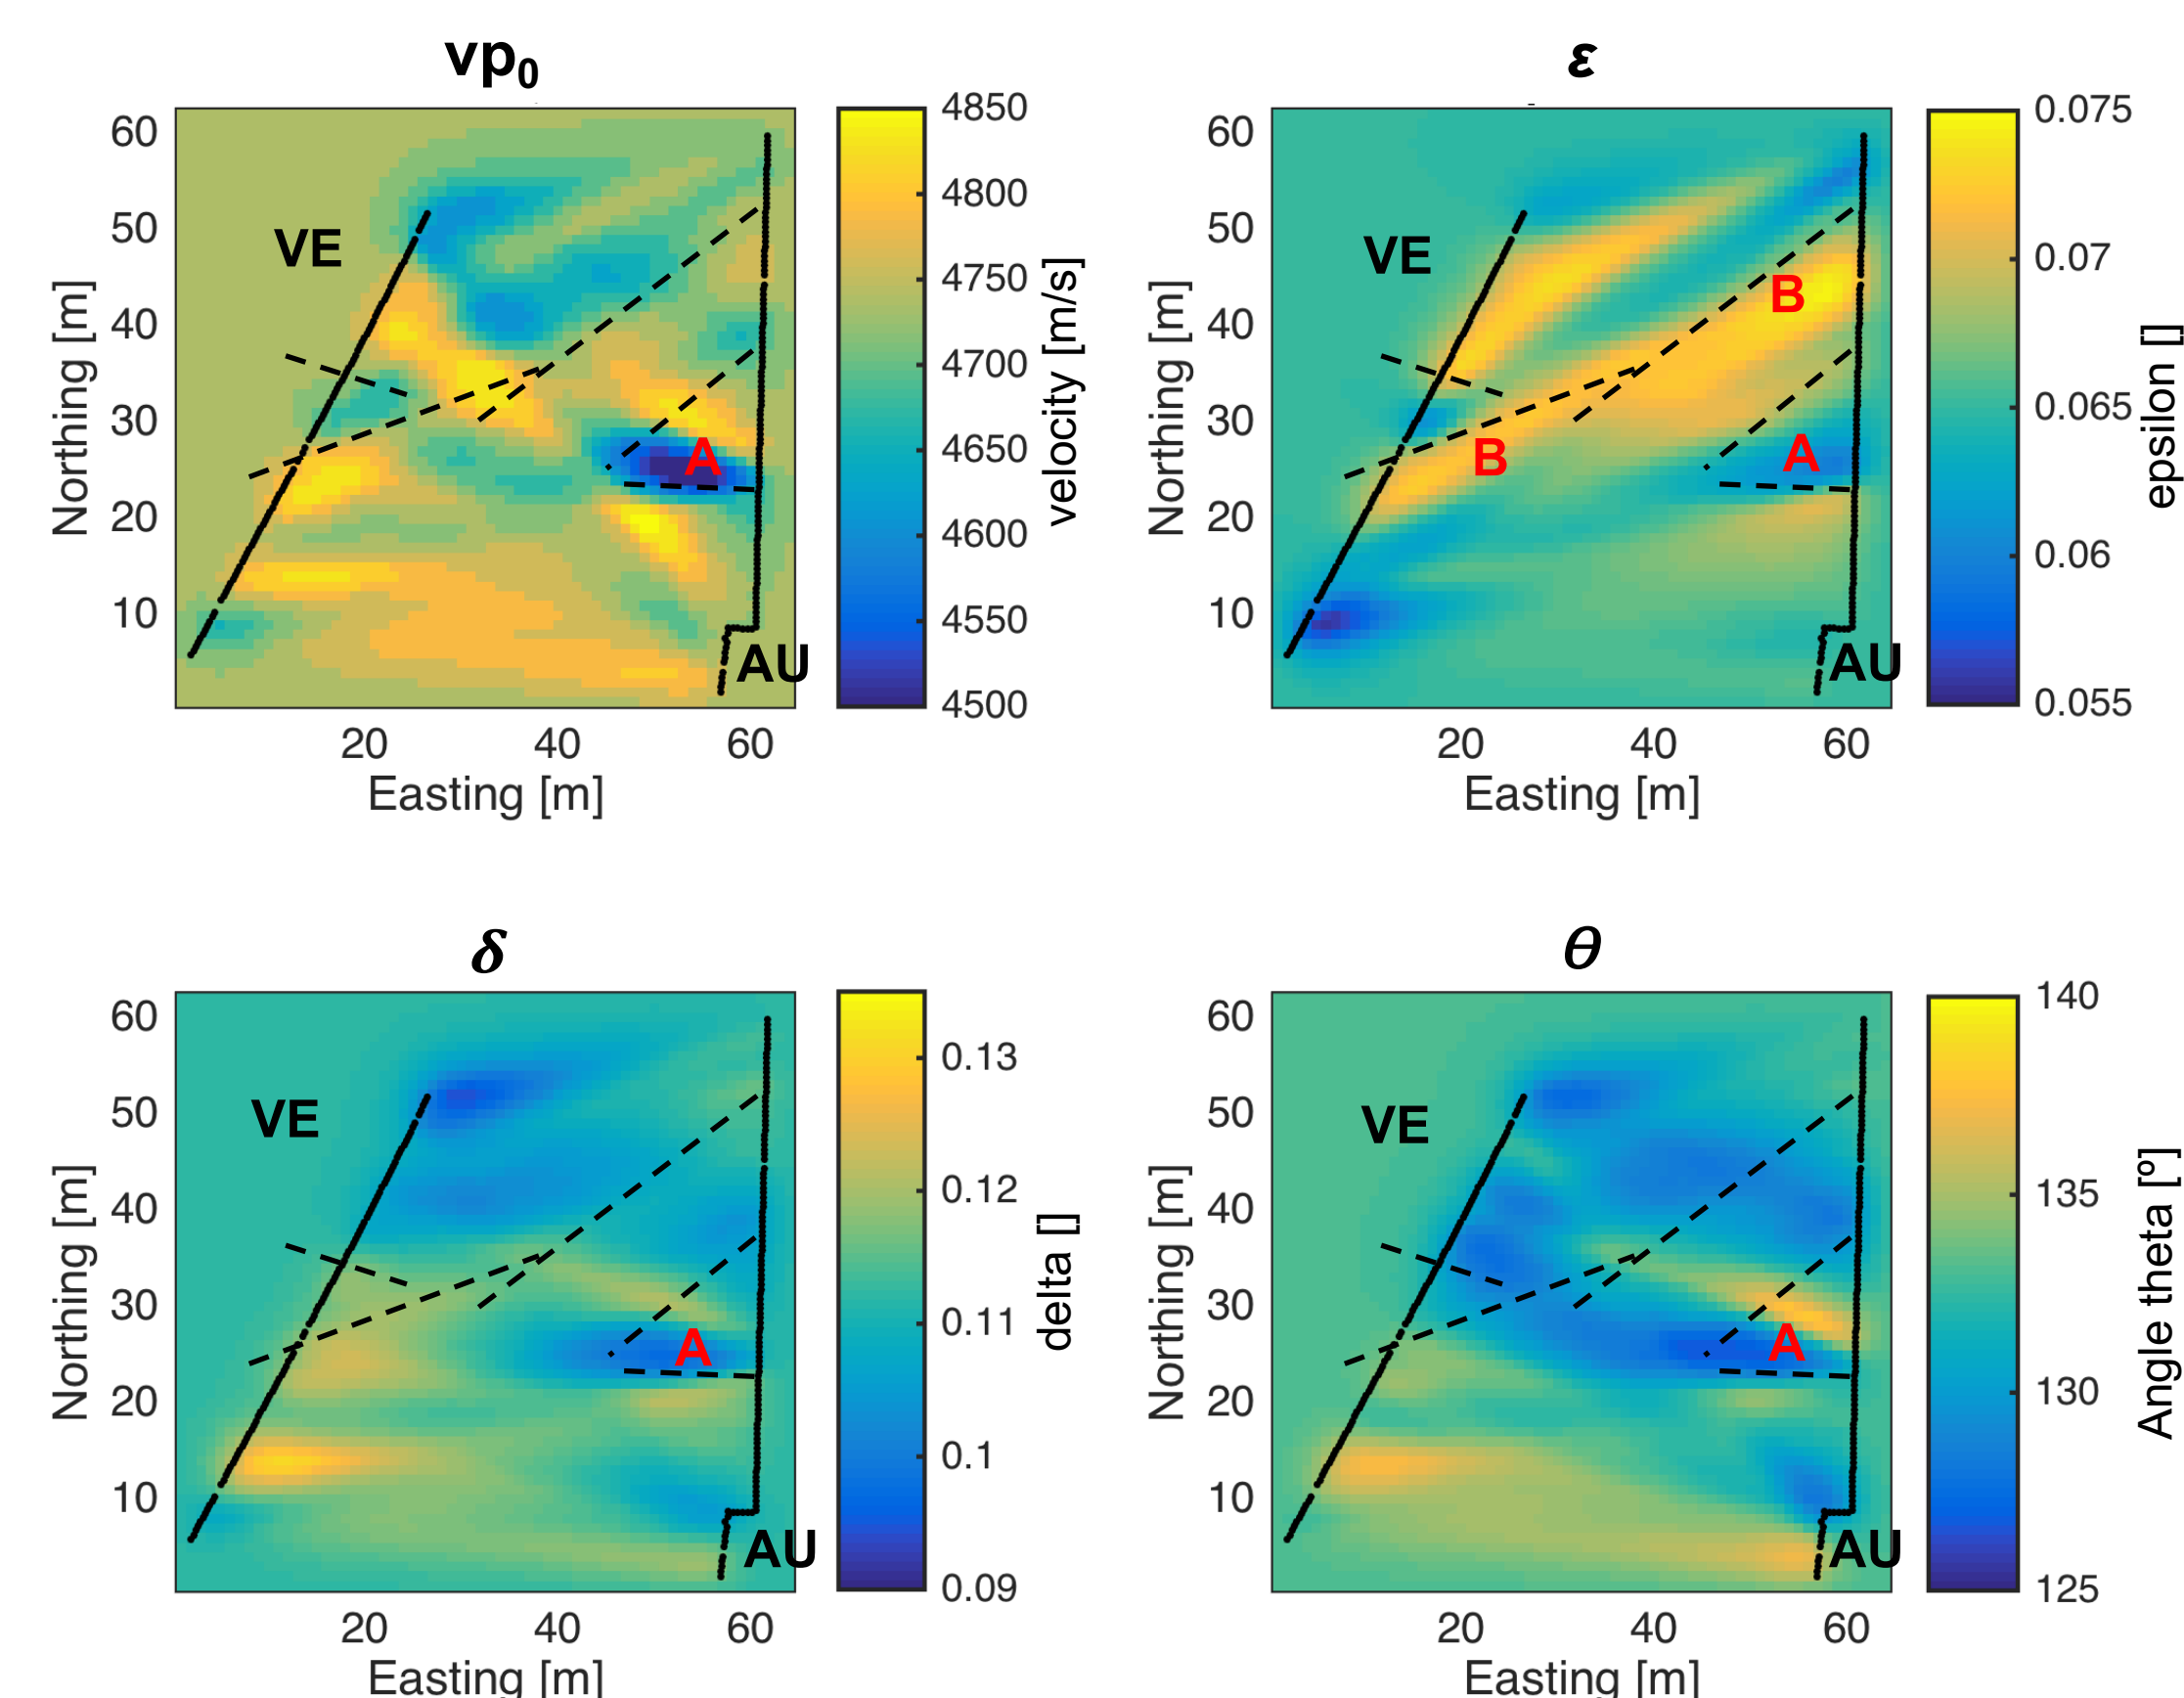 vp0
VE
A
AU
60
50
40
30
20
10
20 40 60
Northing [m]
Easting [m]
4850
4800
4750
4700
4650
4600
4550
4500
velocity [m/s]
ε
VE
B
B
A
AU
60
50
40
30
20
10
20 40 60
Northing [m]
Easting [m]
0.075
0.07
0.065
0.06
0.055
epsilon []
δ
VE
A
AU
60
50
40
30
20
10
20 40 60
Northing [m]
Easting [m]
0.13
0.12
0.11
0.1
0.09
delta []
θ
VE
A
AU
60
50
40
30
20
10
20 40 60
Northing [m]
Easting [m]
140
135
130
125
Angle theta [º]